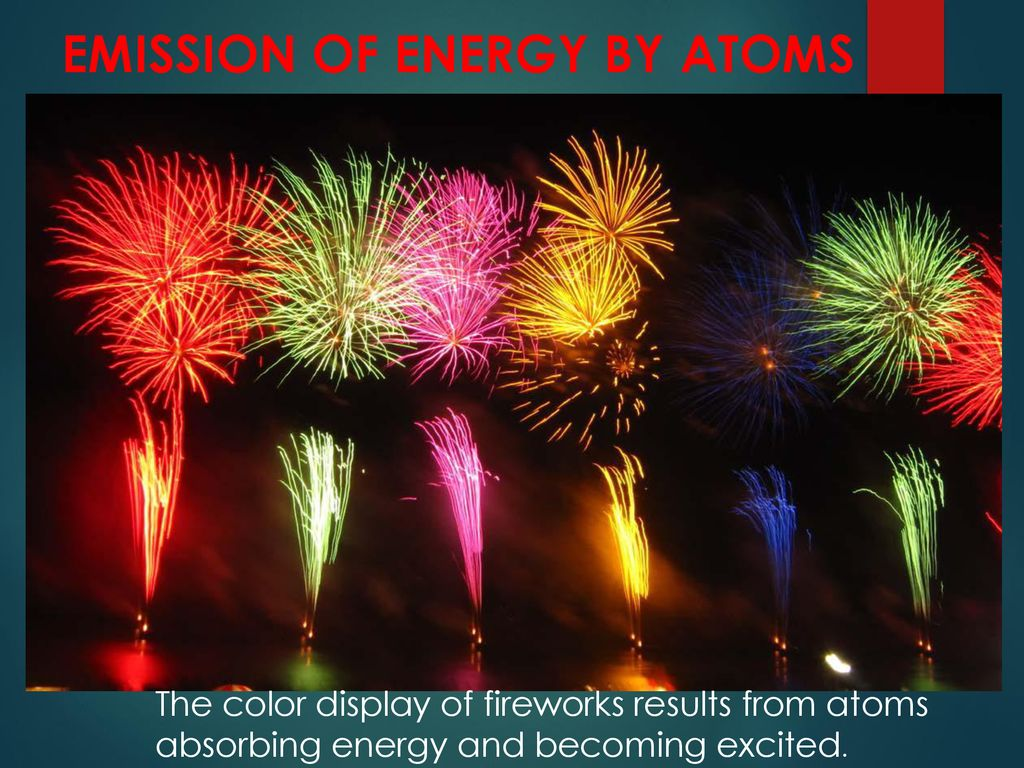 EMISSION OF ENERGY BY ATOMS
The color display of fireworks results from atoms
absorbing energy and becoming excited.